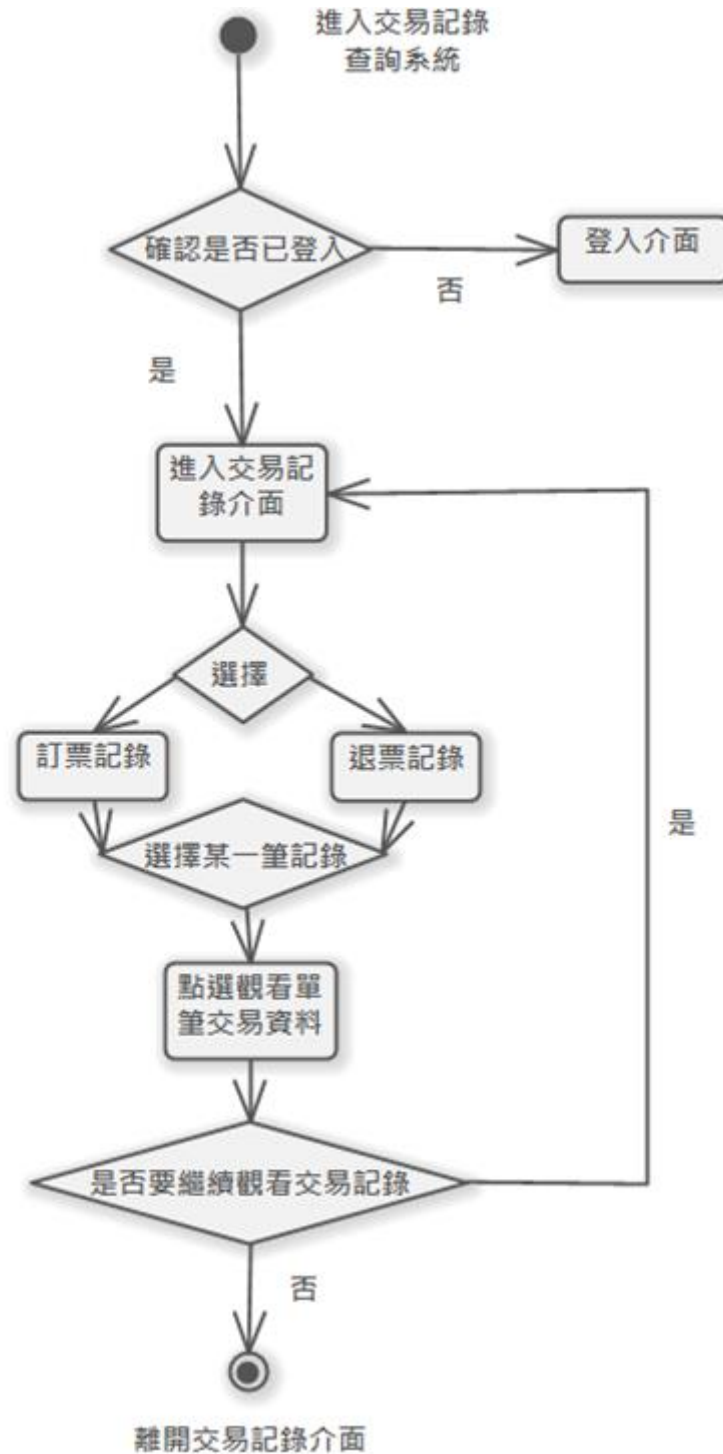 進入交易記錄
查詢系統
確認是否已登入
登入介面
否
是
進入交易記
錄介面
選擇
訂票記錄
退票記錄
是
選擇某一筆記錄
點選觀看單
筆交易資料
是否要繼續觀看交易記錄
否
離開交易記錄介面